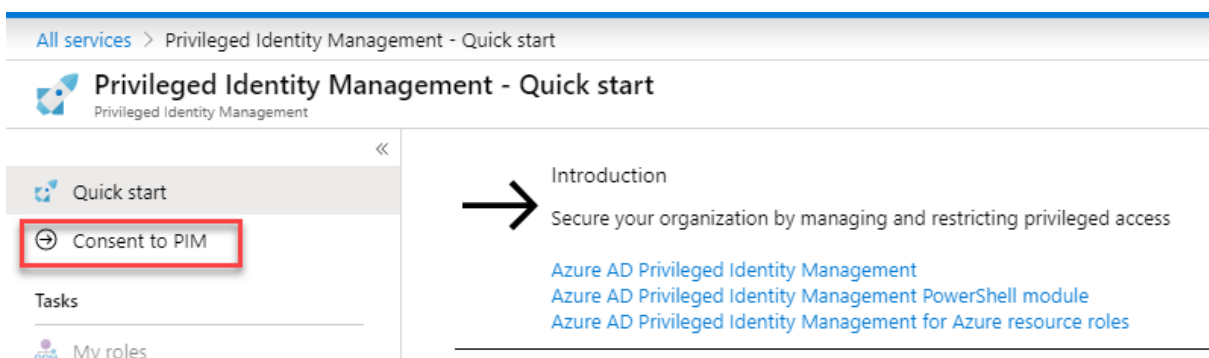 All services > Privileged Identity Management - Quick start
Privileged Identity Management - Quick start
Privileged Identity Management
«
Quick start
Consent to PIM
Tasks
My roles
Introduction
Secure your organization by managing and restricting privileged access
Azure AD Privileged Identity Management
Azure AD Privileged Identity Management PowerShell module
Azure AD Privileged Identity Management for Azure resource roles